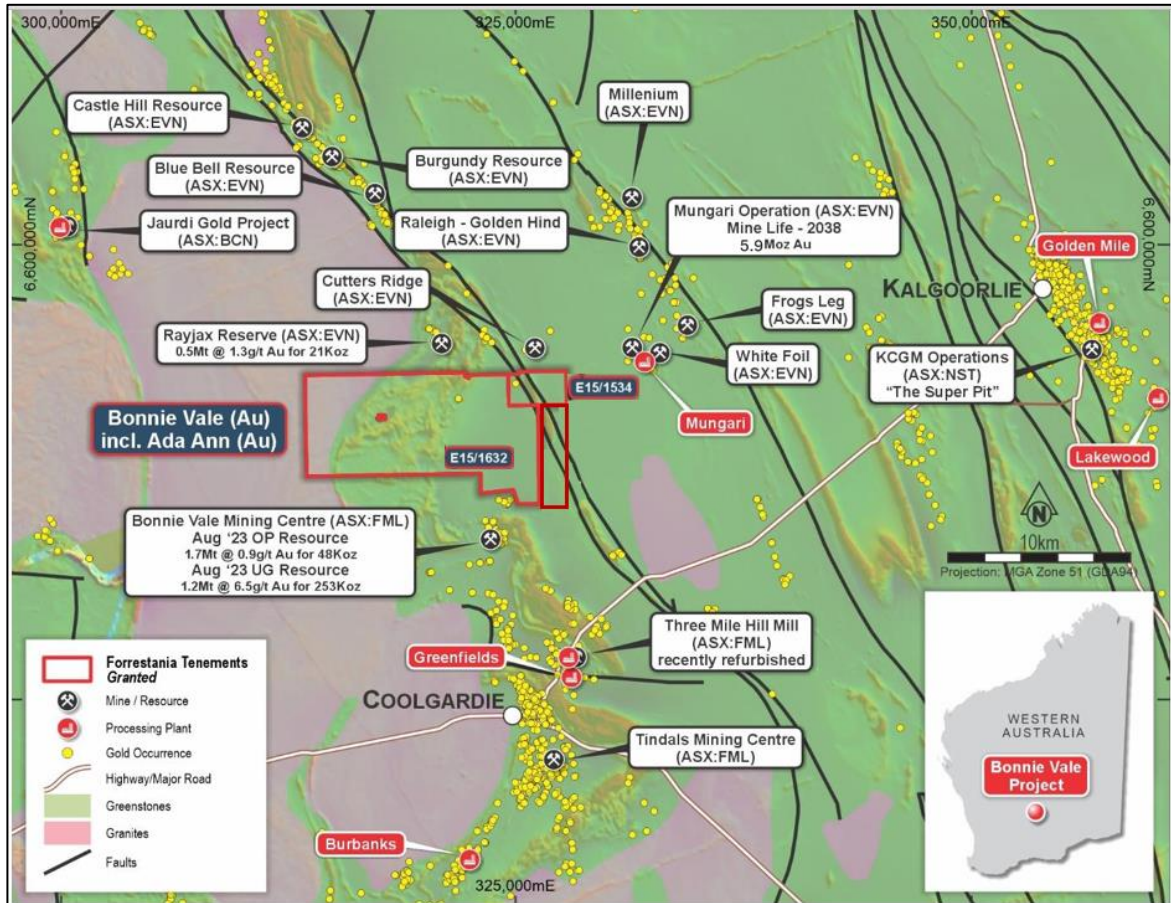 300,000mE
325,000mE
350,000mE
Castle Hill Resource
(ASX:EVN)
Millenium
(ASX:EVN)
Blue Bell Resource
(ASX:EVN)
Burgundy Resource
(ASX:EVN)
Jaurdi Gold Project
(ASX:BCN)
Raleigh - Golden Hind
(ASX:EVN)
Mungari Operation (ASX:EVN)
Mine Life - 2038
5.9Moz Au
6,600,000mN
6,600,000mN
Golden Mile
KALGOORLIE
Cutters Ridge
(ASX:EVN)
Frogs Leg
(ASX:EVN)
Rayjax Reserve (ASX:EVN)
0.5Mt @ 1.3g/t Au for 21Koz
White Foil
(ASX:EVN)
KCGM Operations
(ASX:NST)
"The Super Pit"
E15/1534
Bonnie Vale (Au)
incl. Ada Ann (Au)
Mungari
E15/1632
Lakewood
N
10km
Projection: MGA Zone 51 (GDA94)
Bonnie Vale Mining Centre (ASX:FML)
Aug '23 OP Resource
1.7Mt @ 0.9g/t Au for 48Koz
Aug '23 UG Resource
1.2Mt @ 6.5g/t Au for 253Koz
Three Mile Hill Mill
(ASX:FML)
recently refurbished
Greenfields
COOLGARDIE
Tindals Mining Centre
(ASX:FML)
Burbanks
325,000mE
Forrestania Tenements
Granted
Mine / Resource
Processing Plant
Gold Occurrence
Highway/Major Road
Greenstones
Granites
Faults
WESTERN
AUSTRALIA
Bonnie Vale
Project